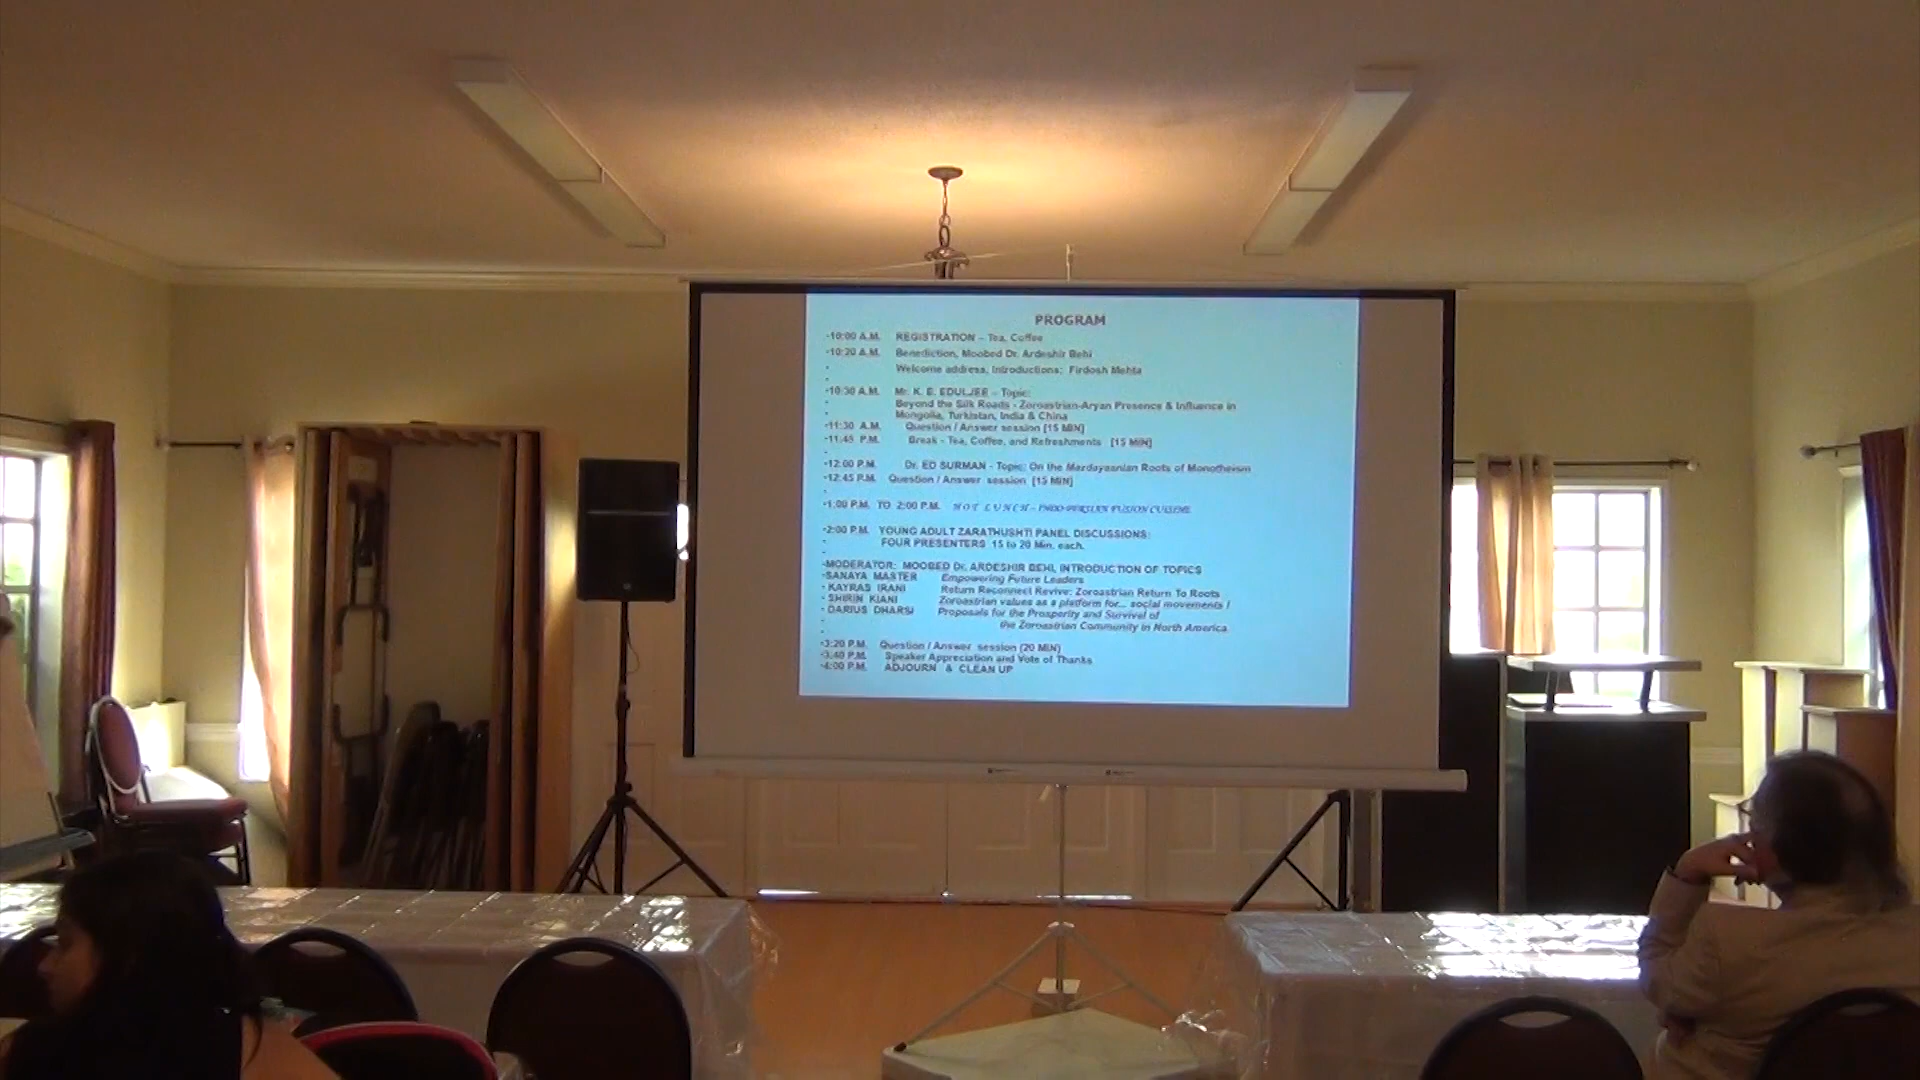 PROGRAM
-10:00 A.M. REGISTRATION – Tea, Coffee
-10:20 A.M. Benediction, Moobed Dr. Ardeshir Behi
Welcome address, Introductions: Firdosh Mehta
-10:30 A.M. Mr. K. E. EDULJEE – Topic:
Beyond the Silk Roads - Zoroastrian-Aryan Presence & Influence in
Mongolia, Turkistan, India & China
-11:30 A.M. Question / Answer session [15 MIN]
-11:45 P.M. Break - Tea, Coffee, and Refreshments [15 MIN]
-12:00 P.M. Dr. ED SURMAN - Topic: On the Mazdayasnian Roots of Monotheism
-12:45 P.M. Question / Answer session [15 MIN]
-1:00 P.M. TO 2:00 P.M. HOT LUNCH – INDO-PERSIAN FUSION CUISINE
-2:00 P.M. YOUNG ADULT ZARATHUSHTI PANEL DISCUSSIONS:
FOUR PRESENTERS 15 to 20 Min. each.
-MODERATOR: MOOBED Dr. ARDESHIR BEHI, INTRODUCTION OF TOPICS
-SANAYA MASTER Empowering Future Leaders
- KAYRAS IRANI Return Reconnect Revive: Zoroastrian Return To Roots
- SHIRIN KIANI Zoroastrian values as a platform for... social movements !
- DARIUS DHARSI Proposals for the Prosperity and Survival of
the Zoroastrian Community in North America
-3:20 P.M. Question / Answer session (20 MIN)
-3:40 P.M. Speaker Appreciation and Vote of Thanks
-4:00 P.M. ADJOURN & CLEAN UP